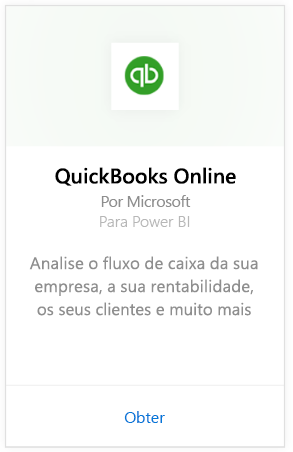 qb
QuickBooks Online
Por Microsoft
Para Power BI
Analise o fluxo de caixa da sua
empresa, a sua rentabilidade,
os seus clientes e muito mais
Obter